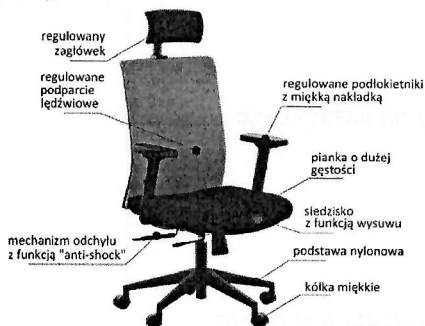 regulowany
zagłówek
regulowane
podparcie
lędźwiowe
regulowane podłokietniki
z miękką nakładką
pianka o dużej
gęstości
siedzisko
z funkcją wysuwu
mechanizm odchyłu
z funkcją "anti-shock"
podstawa nylonowa
kółka miękkie